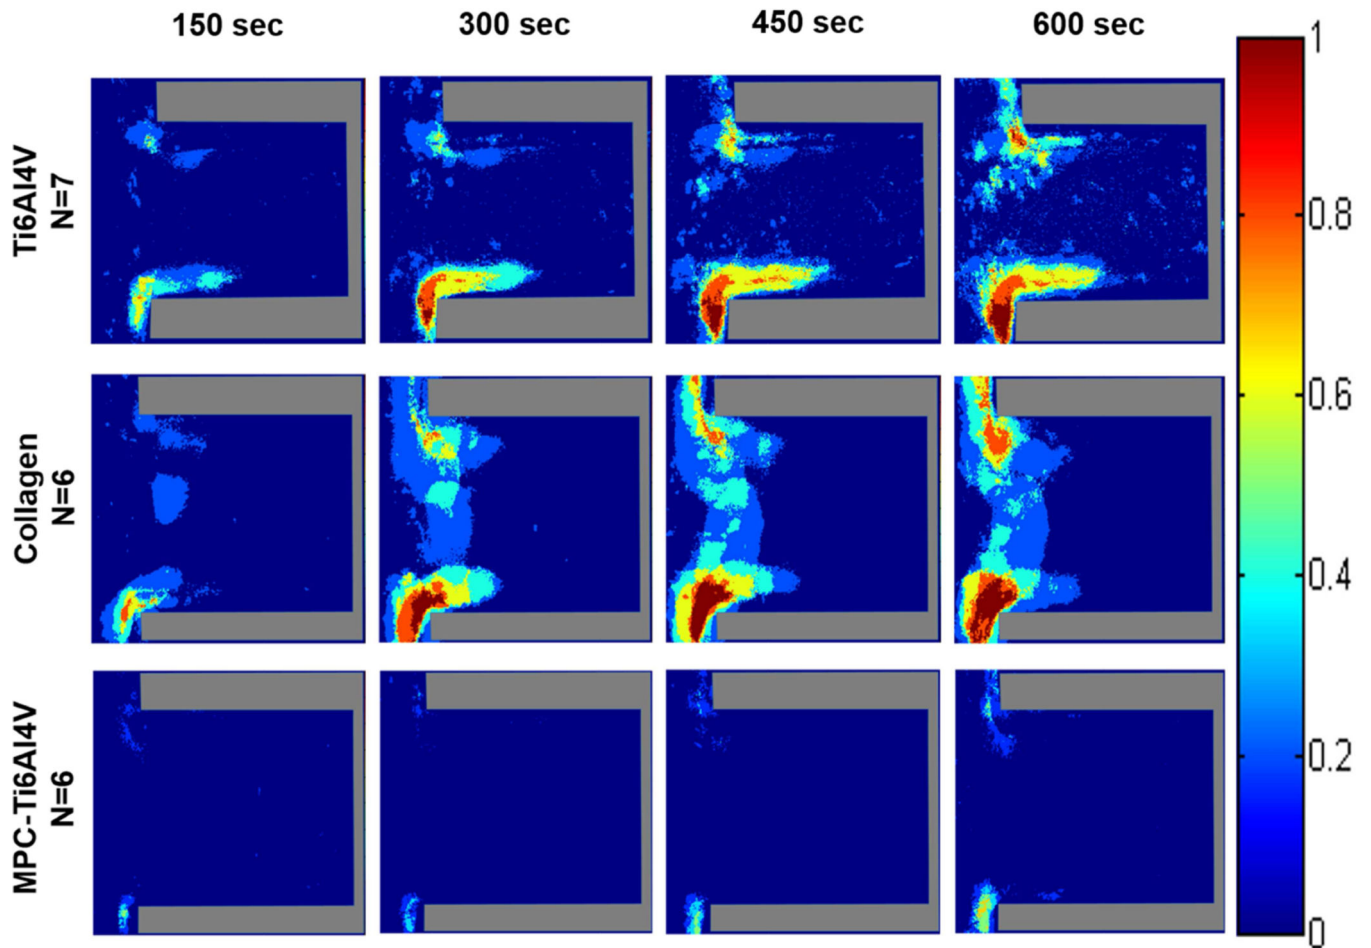 150 sec
300 sec
450 sec
600 sec
Ti6Al4V
N=7
Collagen
N=6
MPC-Ti6Al4V
N=6
1
0.8
0.6
0.4
0.2
0